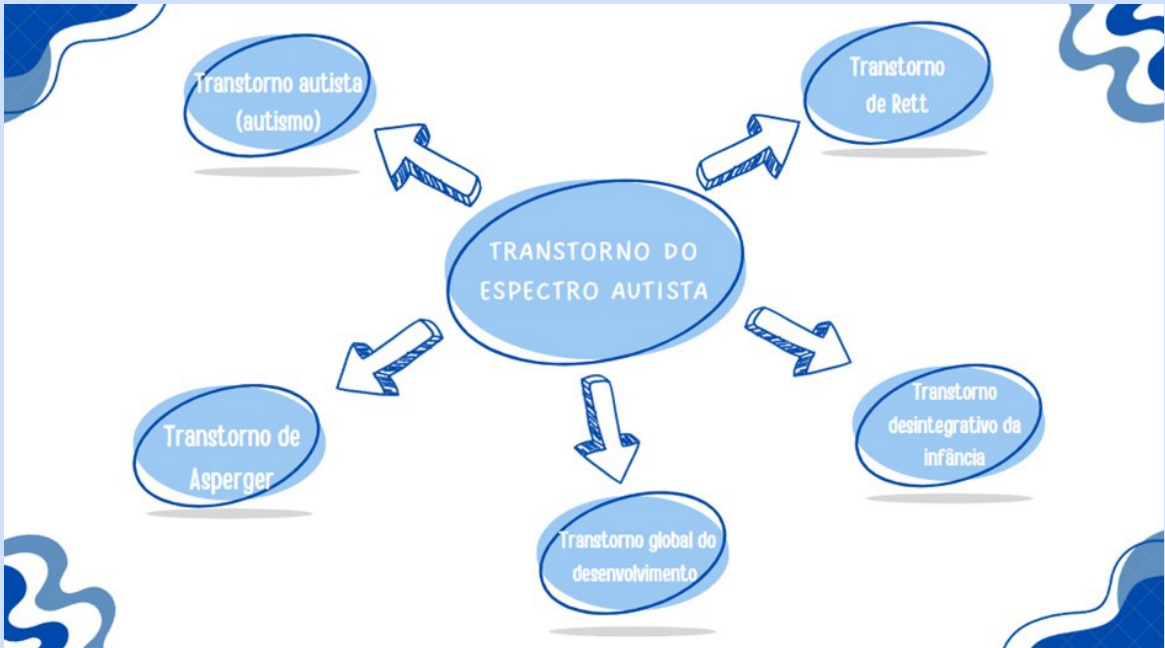 Transtorno autista
(autismo)
Transtorno
de Rett
TRANSTORNO DO
ESPECTRO AUTISTA
Transtorno de
Asperger
Transtorno global do
desenvolvimento
Transtorno
desintegrativo da
infância